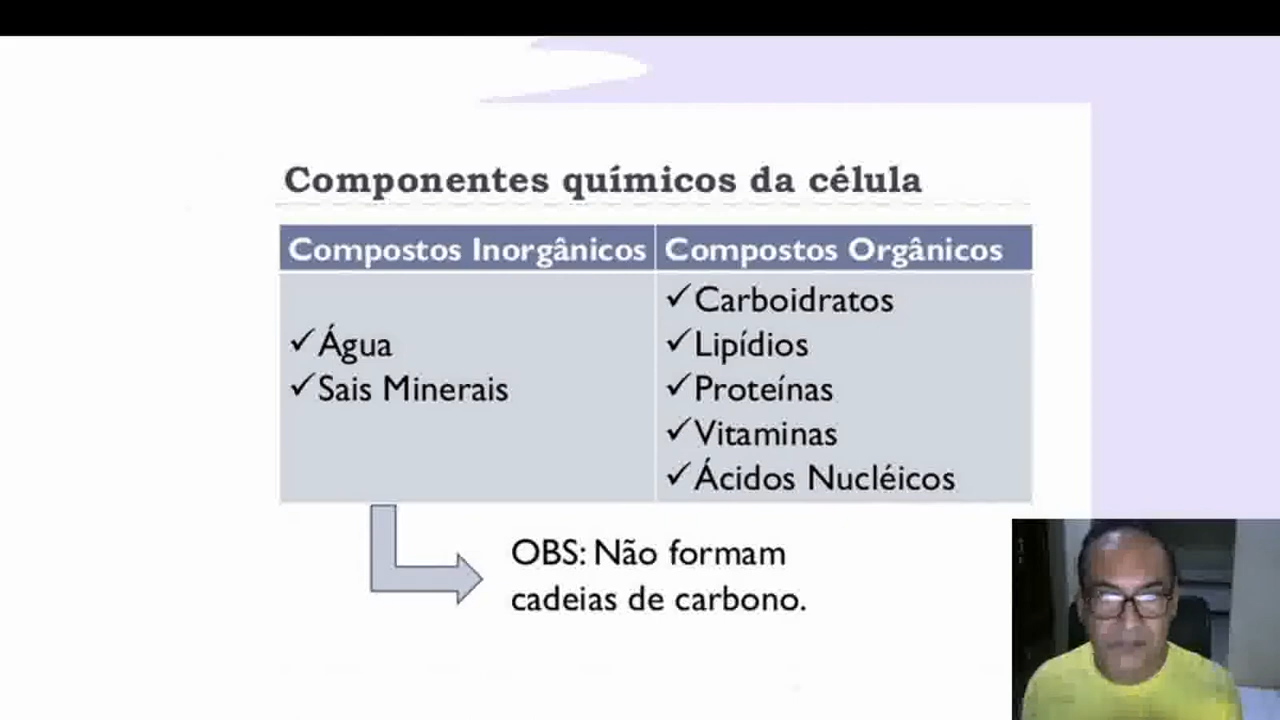 Componentes químicos da célula
Compostos Inorgânicos
Compostos Orgânicos
✓Água
✓Sais Minerais
✓Carboidratos
✓Lipídios
✓Proteínas
✓Vitaminas
✓Ácidos Nucléicos
OBS: Não formam
cadeias de carbono.